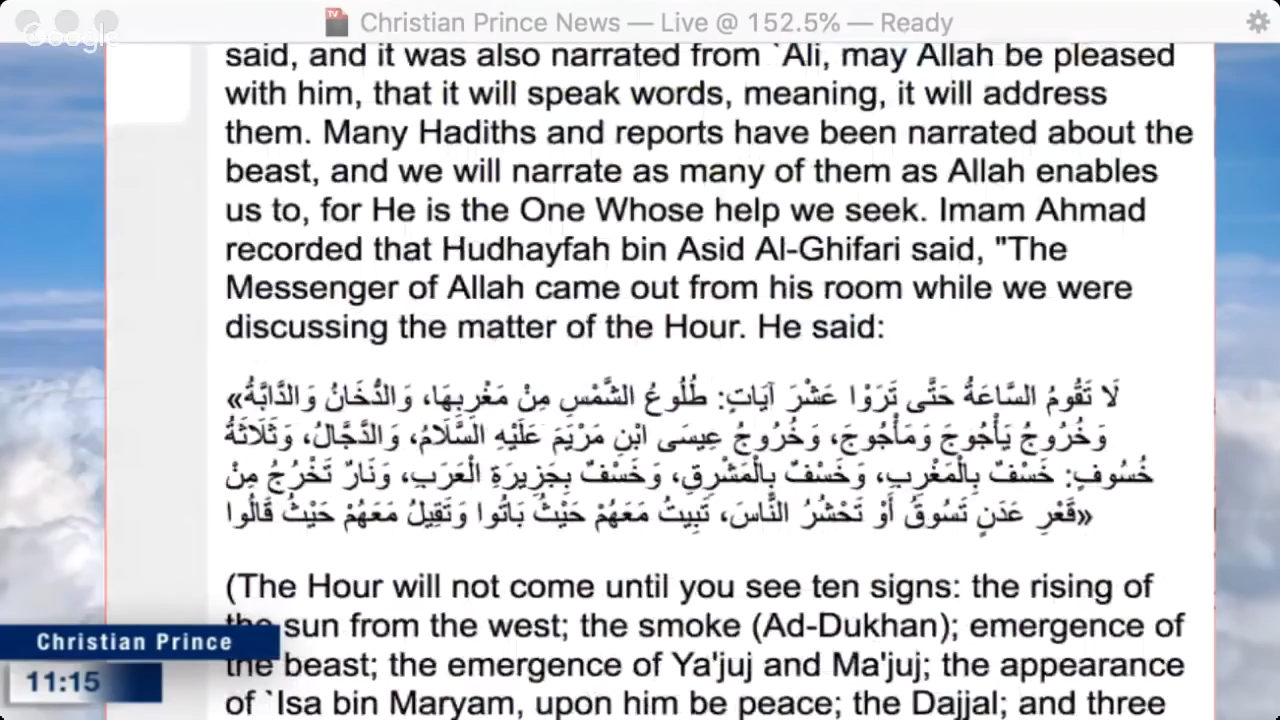 Christian Prince News — Live @ 152.5% — Ready
Google
said, and it was also narrated from `Ali, may Allah be pleased
with him, that it will speak words, meaning, it will address
them. Many Hadiths and reports have been narrated about the
beast, and we will narrate as many of them as Allah enables
us to, for He is the One Whose help we seek. Imam Ahmad
recorded that Hudhayfah bin Asid Al-Ghifari said, "The
Messenger of Allah came out from his room while we were
discussing the matter of the Hour. He said:
لَا تَقُومُ السَّاعَةُ حَتَّى تَرَوْا عَشْرَ آيَاتٍ: طُلُوعُ الشَّمْسِ مِنْ مَغْرِبِهَا، وَالدُّخَانُ وَالدَّابَّةُ»
وَخُرُوجُ يَأْجُوجَ وَمَأْجُوجَ، وَخُرُوجُ عِيسَى ابْنِ مَرْيَمَ عَلَيْهِ السَّلَامُ، وَالدَّجَّالُ، وَثَلَاثَةُ
خُسُوفٍ: خَسْفٌ بِالْمَغْرِبِ، وَخَسْفٌ بِالْمَشْرِقِ، وَخَسْفٌ بِجَزِيرَةِ الْعَرَبِ، وَنَارٌ تَخْرُجُ مِنْ
«قَعْرِ عَدَنٍ تَسُوقُ أَوْ تَحْشُرُ النَّاسَ، تَبِيتُ مَعَهُمْ حَيْثُ بَاتُوا وَتَقِيلُ مَعَهُمْ حَيْثُ قَالُوا
(The Hour will not come until you see ten signs: the rising of
the sun from the west; the smoke (Ad-Dukhan); emergence of
the beast; the emergence of Ya'juj and Ma'juj; the appearance
of `Isa bin Maryam, upon him be peace; the Dajjal; and three
Christian Prince
11:15